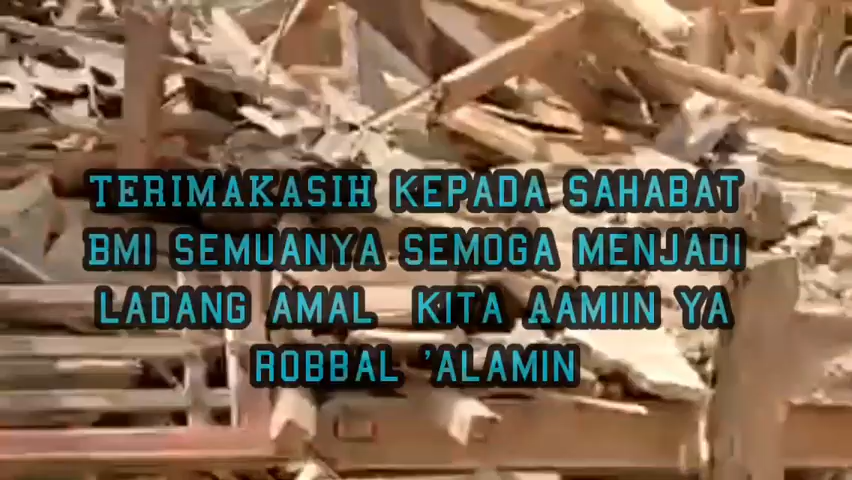 TERIMAKASIH KEPADA SAHABAT
BMI SEMUANYA SEMOGA MENJADI
LADANG AMAL KITA AAMIIN YA
ROBBAL 'ALAMIN